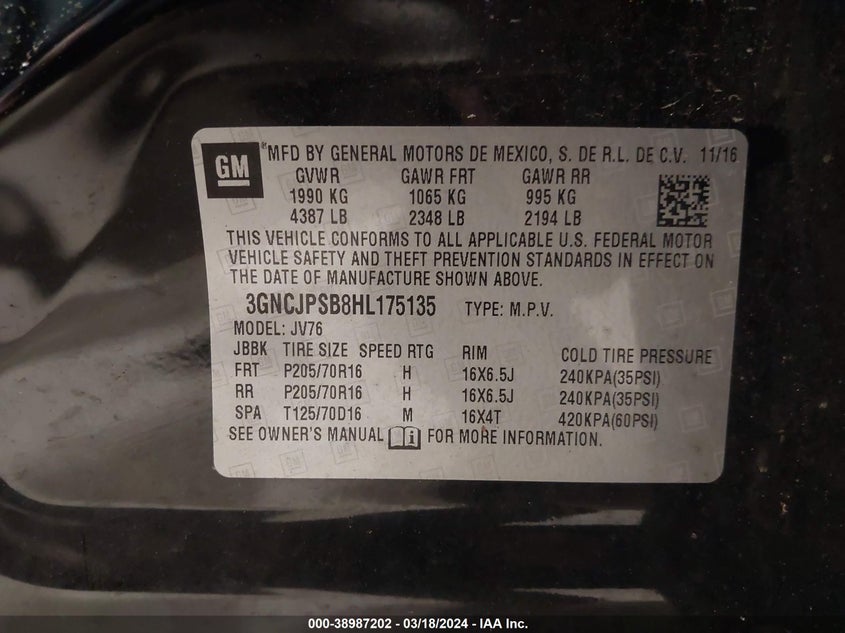 GM
® MFD BY GENERAL MOTORS DE MEXICO, S. DE R.L. DE C.V. 11/16
GVWR GAWR FRT GAWR RR
1990 KG 1065 KG 995 KG
4387 LB 2348 LB 2194 LB
THIS VEHICLE CONFORMS TO ALL APPLICABLE U.S. FEDERAL MOTOR
VEHICLE SAFETY AND THEFT PREVENTION STANDARDS IN EFFECT ON
THE DATE OF MANUFACTURE SHOWN ABOVE.
3GNCJPSB8HL175135 TYPE: M.P.V.
MODEL: JV76
JBBK TIRE SIZE SPEED RTG RIM COLD TIRE PRESSURE
FRT P205/70R16 H 16X6.5J 240KPA(35PSI)
RR P205/70R16 H 16X6.5J 240KPA(35PSI)
SPA T125/70D16 M 16X4T 420KPA(60PSI)
SEE OWNER'S MANUAL FOR MORE INFORMATION.
000-38987202 - 03/18/2024 - IAA Inc.